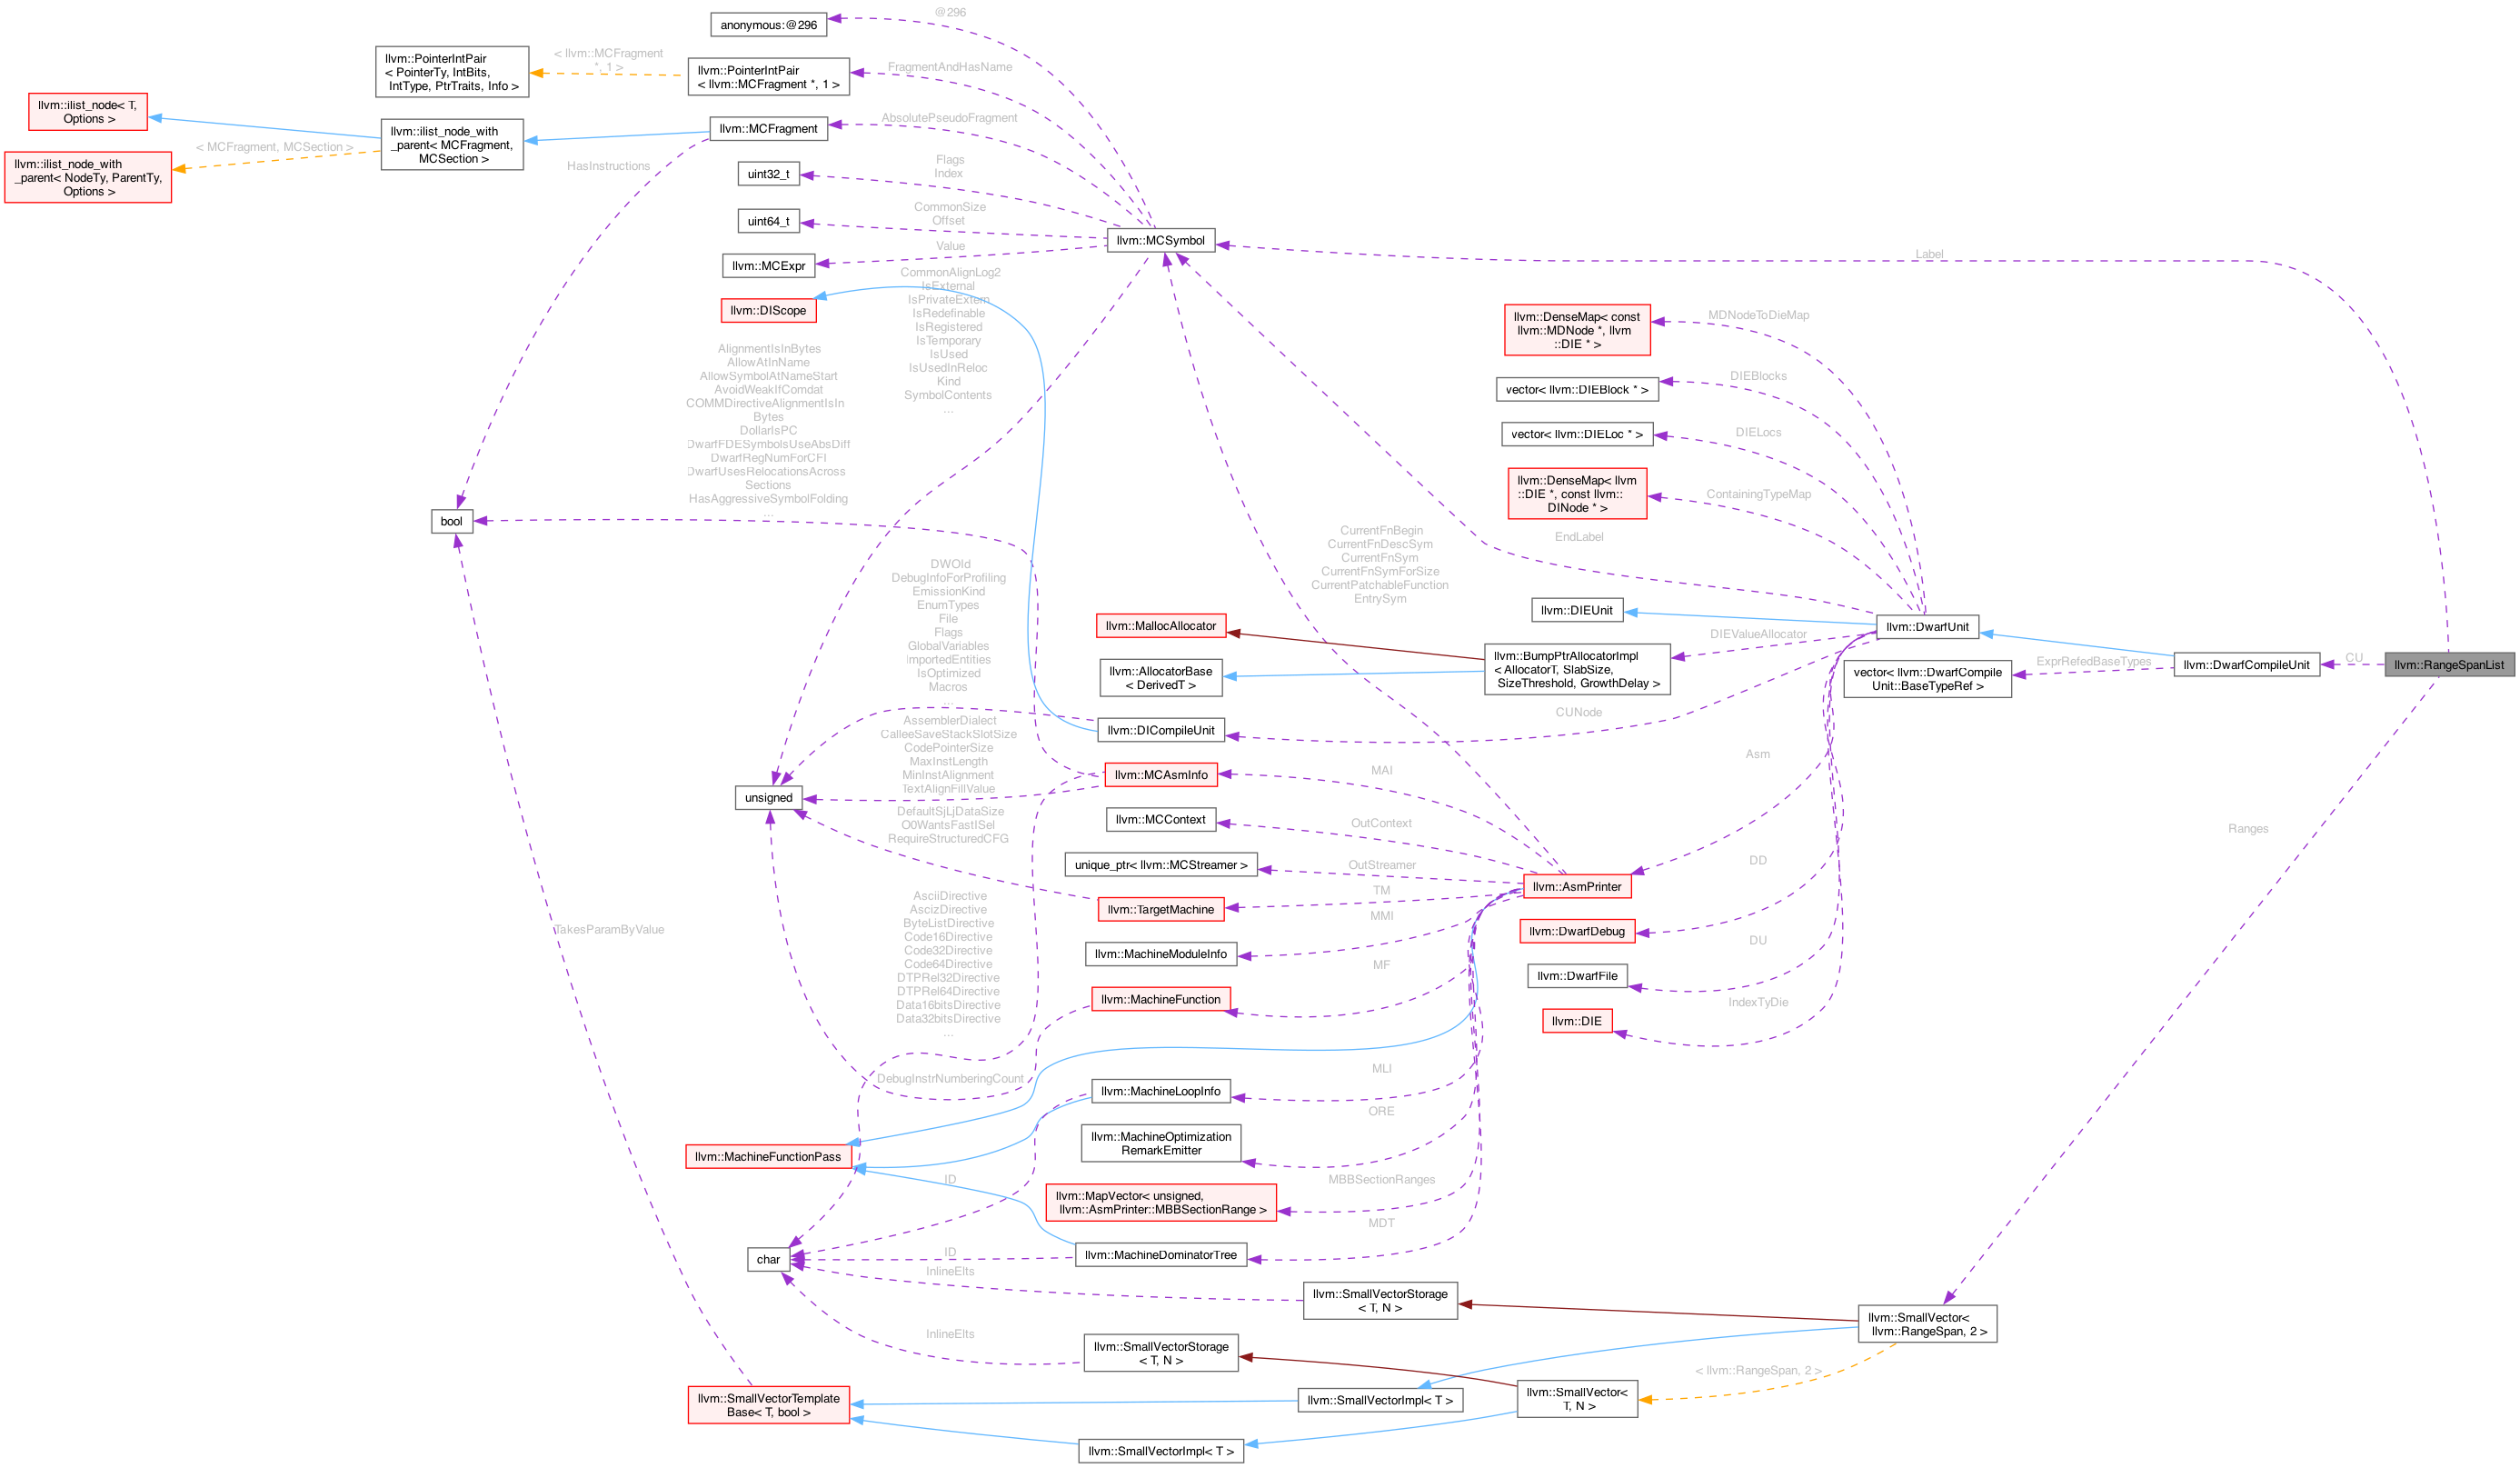 anonymous:@296
@296
llvm::PointerIntPair
< PointerTy, IntBits,
IntType, PtrTraits, Info >
< llvm::MCFragment
*, 1 >
llvm::PointerIntPair
< llvm::MCFragment *, 1 >
FragmentAndHasName
llvm::ilist_node< T,
Options >
llvm::ilist_node_with
_parent< MCFragment,
MCSection >
llvm::MCFragment
AbsolutePseudoFragment
llvm::ilist_node_with
_parent< NodeTy, ParentTy,
Options >
< MCFragment, MCSection >
HasInstructions
uint32_t
Flags
Index
uint64_t
CommonSize
Offset
llvm::MCSymbol
llvm::MCExpr
Value
Label
llvm::DIScope
CommonAlignLog2
IsExternal
IsPrivateExtern
IsRedefinable
IsRegistered
IsTemporary
IsUsed
IsUsedInReloc
Kind
SymbolContents
...
llvm::DenseMap< const
llvm::MDNode *, llvm
::DIE * >
MDNodeToDieMap
AlignmentIsInBytes
AllowAtInName
AllowSymbolAtNameStart
AvoidWeakIfComdat
COMMDirectiveAlignmentIsIn
Bytes
DollarIsPC
DwarfFDESymbolsUseAbsDiff
DwarfRegNumForCFI
DwarfUsesRelocationsAcross
Sections
HasAggressiveSymbolFolding
...
vector< llvm::DIEBlock * >
DIEBlocks
vector< llvm::DIELoc * >
DIELocs
llvm::DenseMap< llvm
::DIE *, const llvm::
DINode * >
ContainingTypeMap
bool
CurrentFnBegin
CurrentFnDescSym
CurrentFnSym
CurrentFnSymForSize
CurrentPatchableFunction
EntrySym
EndLabel
DWOId
DebugInfoForProfiling
EmissionKind
EnumTypes
File
Flags
GlobalVariables
ImportedEntities
IsOptimized
Macros
...
llvm::MallocAllocator
llvm::DIEUnit
llvm::DwarfUnit
llvm::AllocatorBase
< DerivedT >
llvm::BumpPtrAllocatorImpl
< AllocatorT, SlabSize,
SizeThreshold, GrowthDelay >
DIEValueAllocator
vector< llvm::DwarfCompile
Unit::BaseTypeRef >
ExprRefedBaseTypes
llvm::DwarfCompileUnit
CU
llvm::RangeSpanList
llvm::DICompileUnit
CUNode
AssemblerDialect
CalleeSaveStackSlotSize
CodePointerSize
MaxInstLength
MinInstAlignment
TextAlignFillValue
llvm::MCAsmInfo
MAI
Asm
unsigned
llvm::MCContext
OutContext
Ranges
DefaultSjLjDataSize
O0WantsFastISel
RequireStructuredCFG
unique_ptr< llvm::MCStreamer >
OutStreamer
llvm::AsmPrinter
DD
llvm::TargetMachine
TM
MMI
llvm::DwarfDebug
AsciiDirective
AscizDirective
ByteListDirective
Code16Directive
Code32Directive
Code64Directive
DTPRel32Directive
DTPRel64Directive
Data16bitsDirective
Data32bitsDirective
...
TakesParamByValue
llvm::MachineModuleInfo
DU
llvm::DwarfFile
MF
llvm::MachineFunction
IndexTyDie
llvm::DIE
DebugInstrNumberingCount
llvm::MachineLoopInfo
MLI
ORE
llvm::MachineFunctionPass
llvm::MachineOptimization
RemarkEmitter
ID
MBBSectionRanges
llvm::MapVector< unsigned,
llvm::AsmPrinter::MBBSectionRange >
MDT
char
ID
llvm::MachineDominatorTree
InlineElts
llvm::SmallVectorStorage
< T, N >
llvm::SmallVector<
llvm::RangeSpan, 2 >
InlineElts
llvm::SmallVectorStorage
< T, N >
< llvm::RangeSpan, 2 >
llvm::SmallVectorTemplate
Base< T, bool >
llvm::SmallVectorImpl< T >
llvm::SmallVector<
T, N >
llvm::SmallVectorImpl< T >